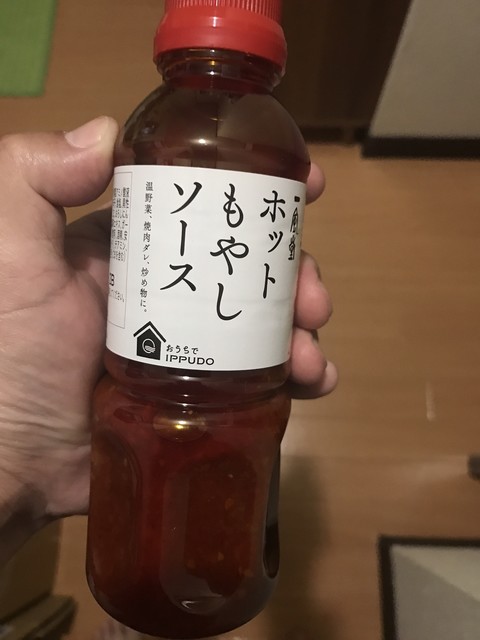 一風堂
ホット
もやし
ソース
温野菜、焼肉ダレ、炒め物に。
おうちで
IPPUDO